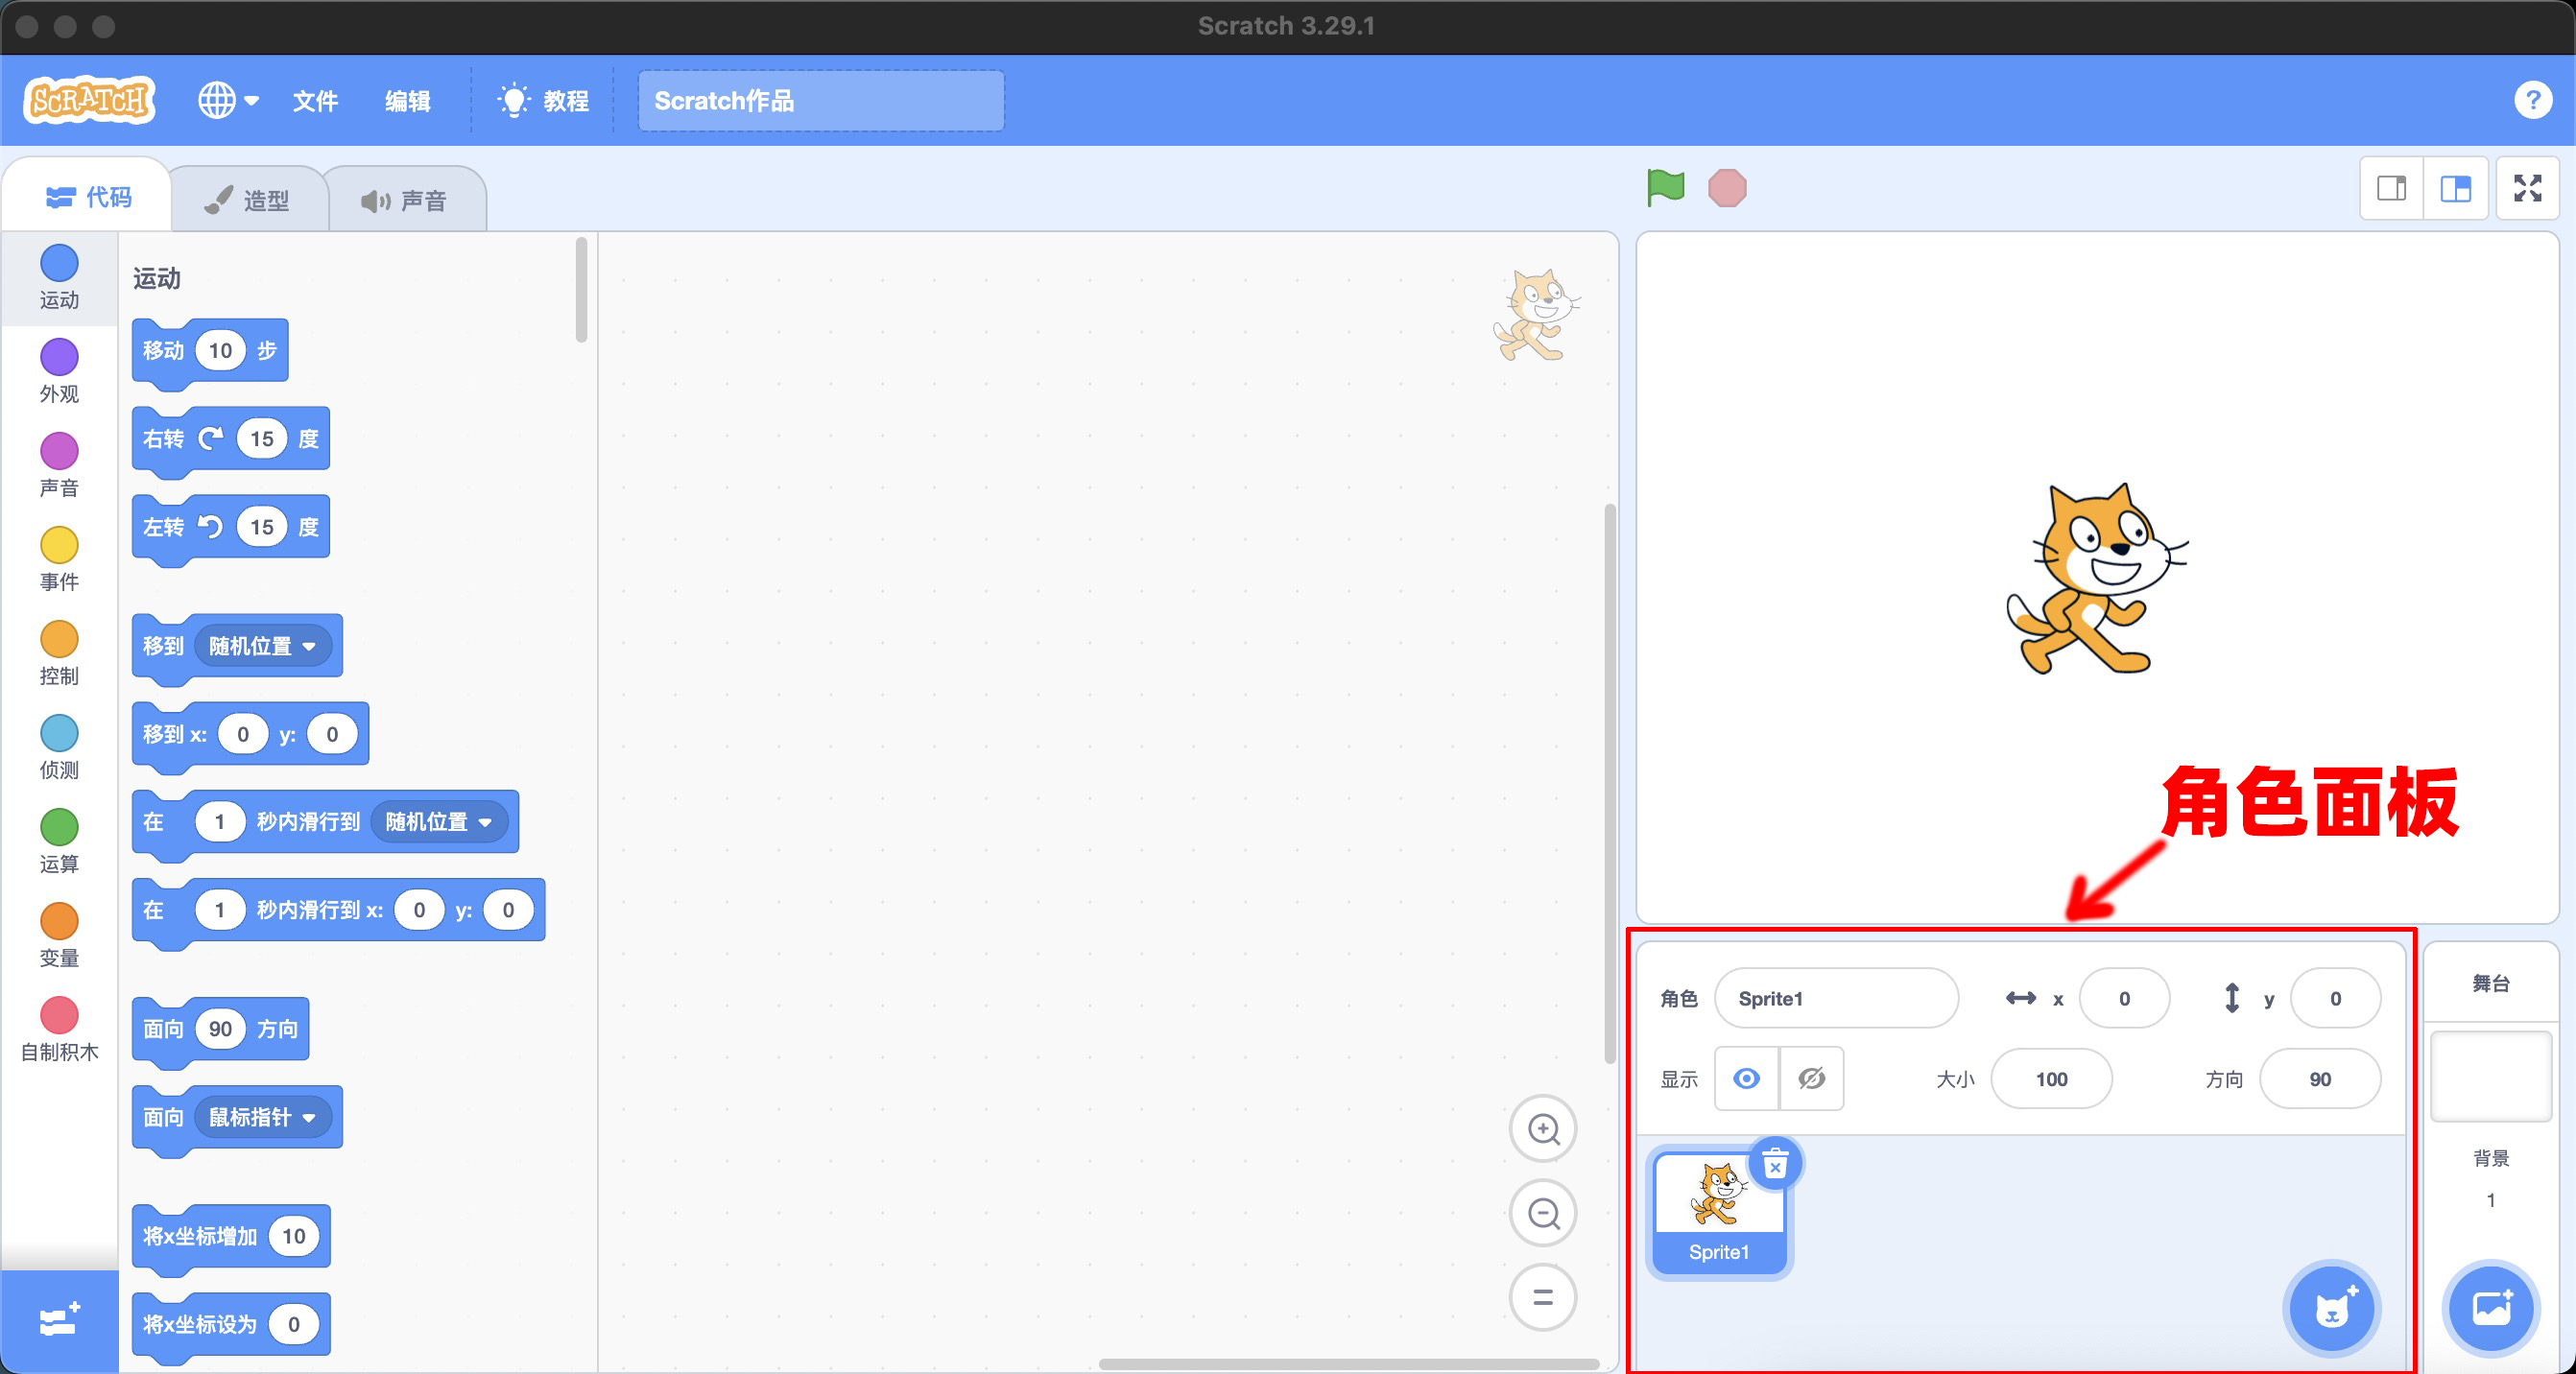 Scratch 3.29.1
SCRATCH
文件
编辑
教程
Scratch作品
?
代码
造型
声音
运动
外观
声音
事件
控制
侦测
运算
变量
自制积木
运动
移动 10 步
右转 15 度
左转 15 度
移到 随机位置
移到 x: 0 y: 0
在 1 秒内滑行到 随机位置
在 1 秒内滑行到 x: 0 y: 0
面向 90 方向
面向 鼠标指针
将x坐标增加 10
将x坐标设为 0
角色面板
角色 Sprite1 x 0 y 0
显示 大小 100 方向 90
Sprite1
舞台
背景
1